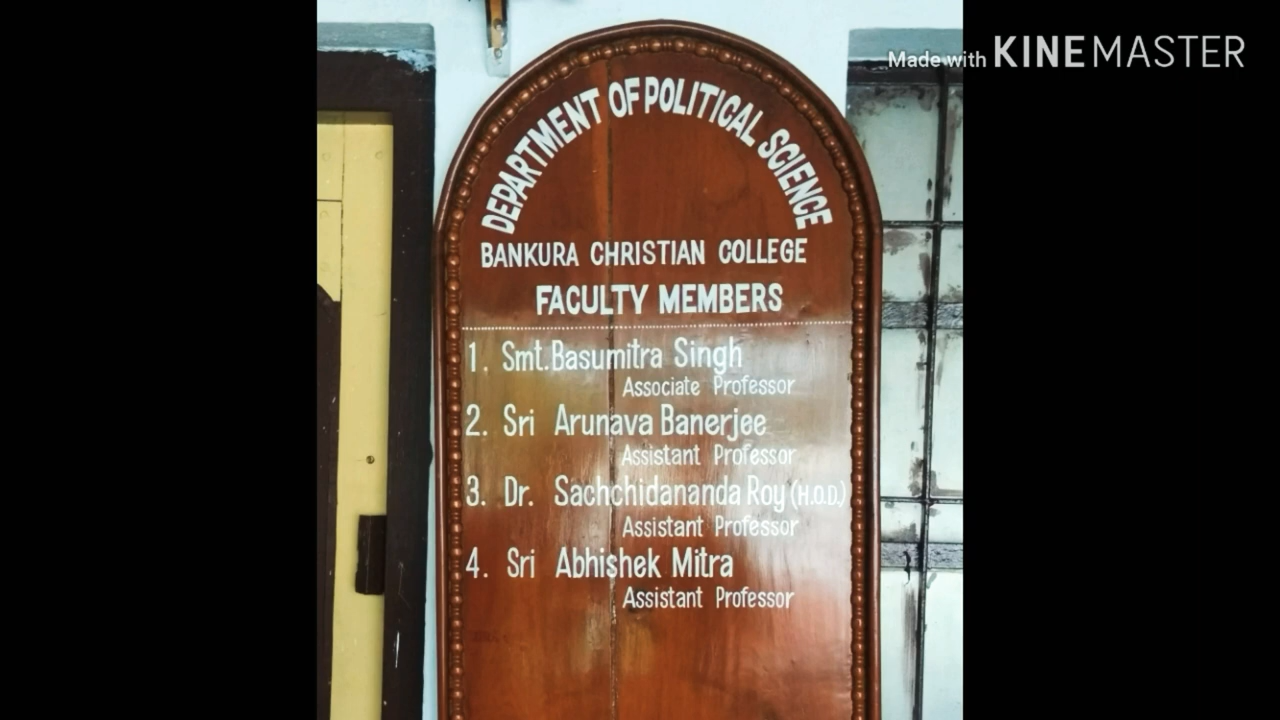 Made with KINEMASTER
DEPARTMENT OF POLITICAL SCIENCE
BANKURA CHRISTIAN COLLEGE
FACULTY MEMBERS
1. Smt. Basumitra Singh
Associate Professor
2. Sri Arunava Banerjee
Assistant Professor
3. Dr. Sachchidananda Roy (H.O.D.)
Assistant Professor
4. Sri Abhishek Mitra
Assistant Professor